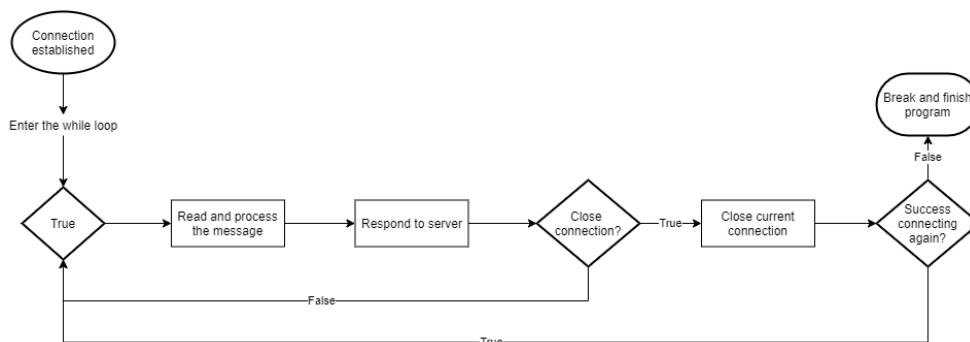 Connection
established
Enter the while loop
True
Read and process
the message
Respond to server
Close
connection?
True
Close current
connection
Success
connecting
again?
False
Break and finish
program
False
True